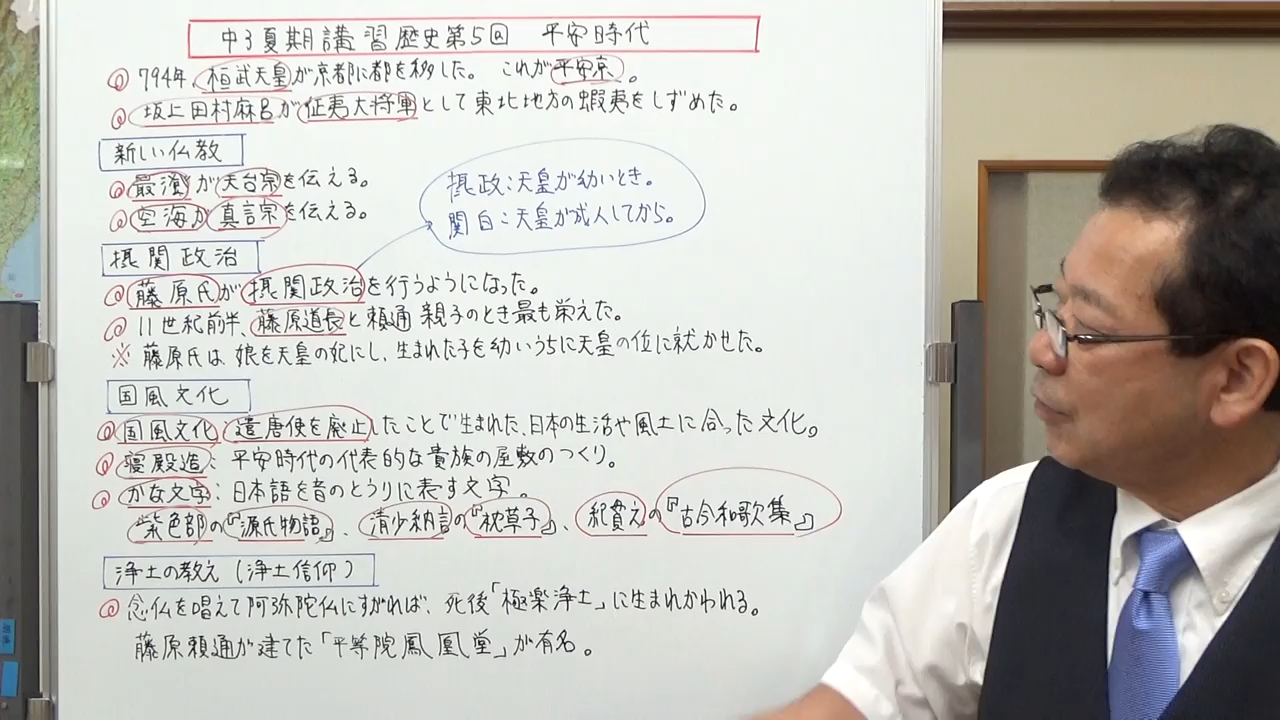 中3夏期講習歴史第5回 平安時代
◎794年、桓武天皇が京都に都を移した。 これが平安京。
◎坂上田村麻呂が征夷大将軍として東北地方の蝦夷をしずめた。
新しい仏教
◎最澄が天台宗を伝える。
◎空海が真言宗を伝える。
摂政:天皇が幼いとき。
関白:天皇が成人してから。
摂関政治
◎藤原氏が摂関政治を行うようになった。
◎11世紀前半、藤原道長と頼通親子のとき最も栄えた。
※藤原氏は娘を天皇の妃にし、生まれた子を幼いうちに天皇の位に就かせた。
国風文化
◎国風文化:遣唐使を廃止したことで生まれた、日本の生活や風土に合った文化。
◎寝殿造:平安時代の代表的な貴族の屋敷のつくり。
◎かな文字:日本語を音のとうりに表す文字。
紫色部の『源氏物語』、清少納言の『枕草子』、紀貫之の『古今和歌集』
浄土の教え(浄土信仰)
◎念仏を唱えて阿弥陀仏にすがれば、死後「極楽浄土」に生まれかわれる。
藤原頼通が建てた「平等院鳳凰堂」が有名。